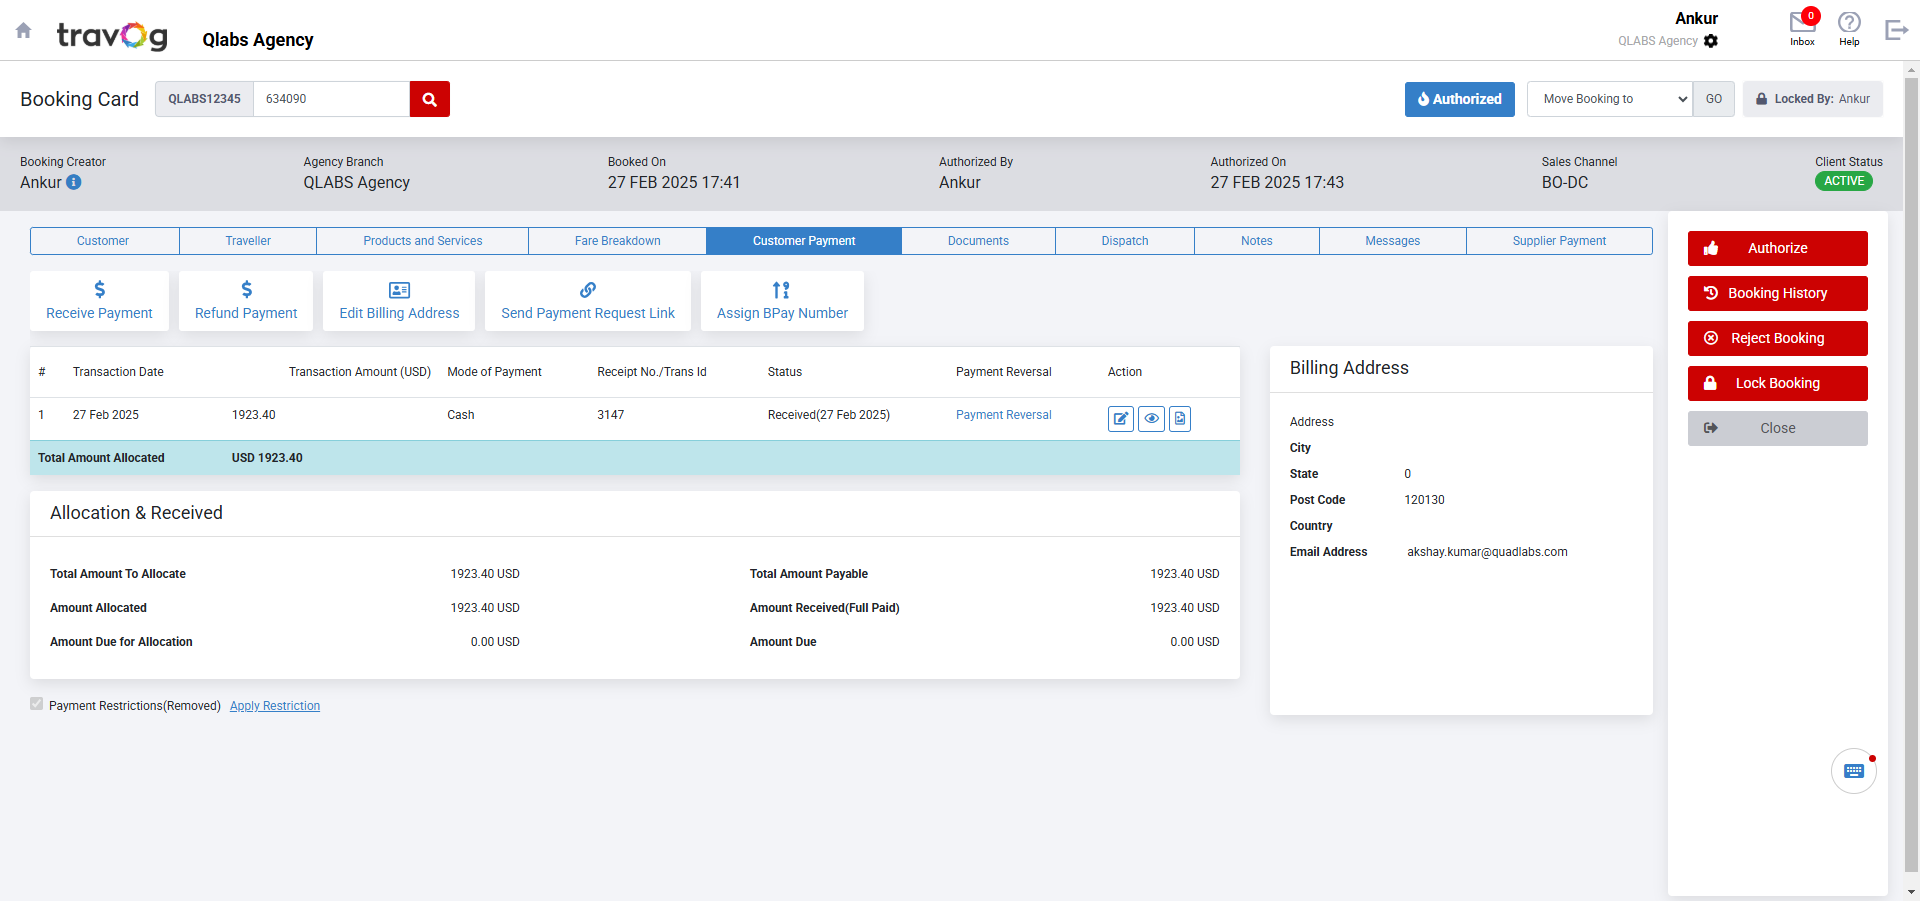 travog
Qlabs Agency
Ankur
QLABS Agency
0
Inbox
Help
Booking Card
QLABS12345
634090
Authorized
Move Booking to
GO
Locked By: Ankur
Booking Creator
Ankur
Agency Branch
QLABS Agency
Booked On
27 FEB 2025 17:41
Authorized By
Ankur
Authorized On
27 FEB 2025 17:43
Sales Channel
BO-DC
Client Status
ACTIVE
Customer
Traveller
Products and Services
Fare Breakdown
Customer Payment
Documents
Dispatch
Notes
Messages
Supplier Payment
Receive Payment
Refund Payment
Edit Billing Address
Send Payment Request Link
Assign BPay Number
# Transaction Date Transaction Amount (USD) Mode of Payment Receipt No./Trans Id Status Payment Reversal Action
1 27 Feb 2025 1923.40 Cash 3147 Received(27 Feb 2025) Payment Reversal
Total Amount Allocated USD 1923.40
Allocation & Received
Total Amount To Allocate 1923.40 USD
Amount Allocated 1923.40 USD
Amount Due for Allocation 0.00 USD
Total Amount Payable 1923.40 USD
Amount Received(Full Paid) 1923.40 USD
Amount Due 0.00 USD
Payment Restrictions(Removed) Apply Restriction
Billing Address
Address
City
State 0
Post Code 120130
Country
Email Address akshay.kumar@quadlabs.com
Authorize
Booking History
Reject Booking
Lock Booking
Close